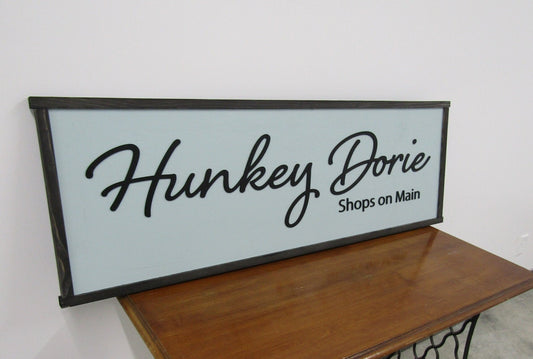 Hunkey Dorie
Shops on Main